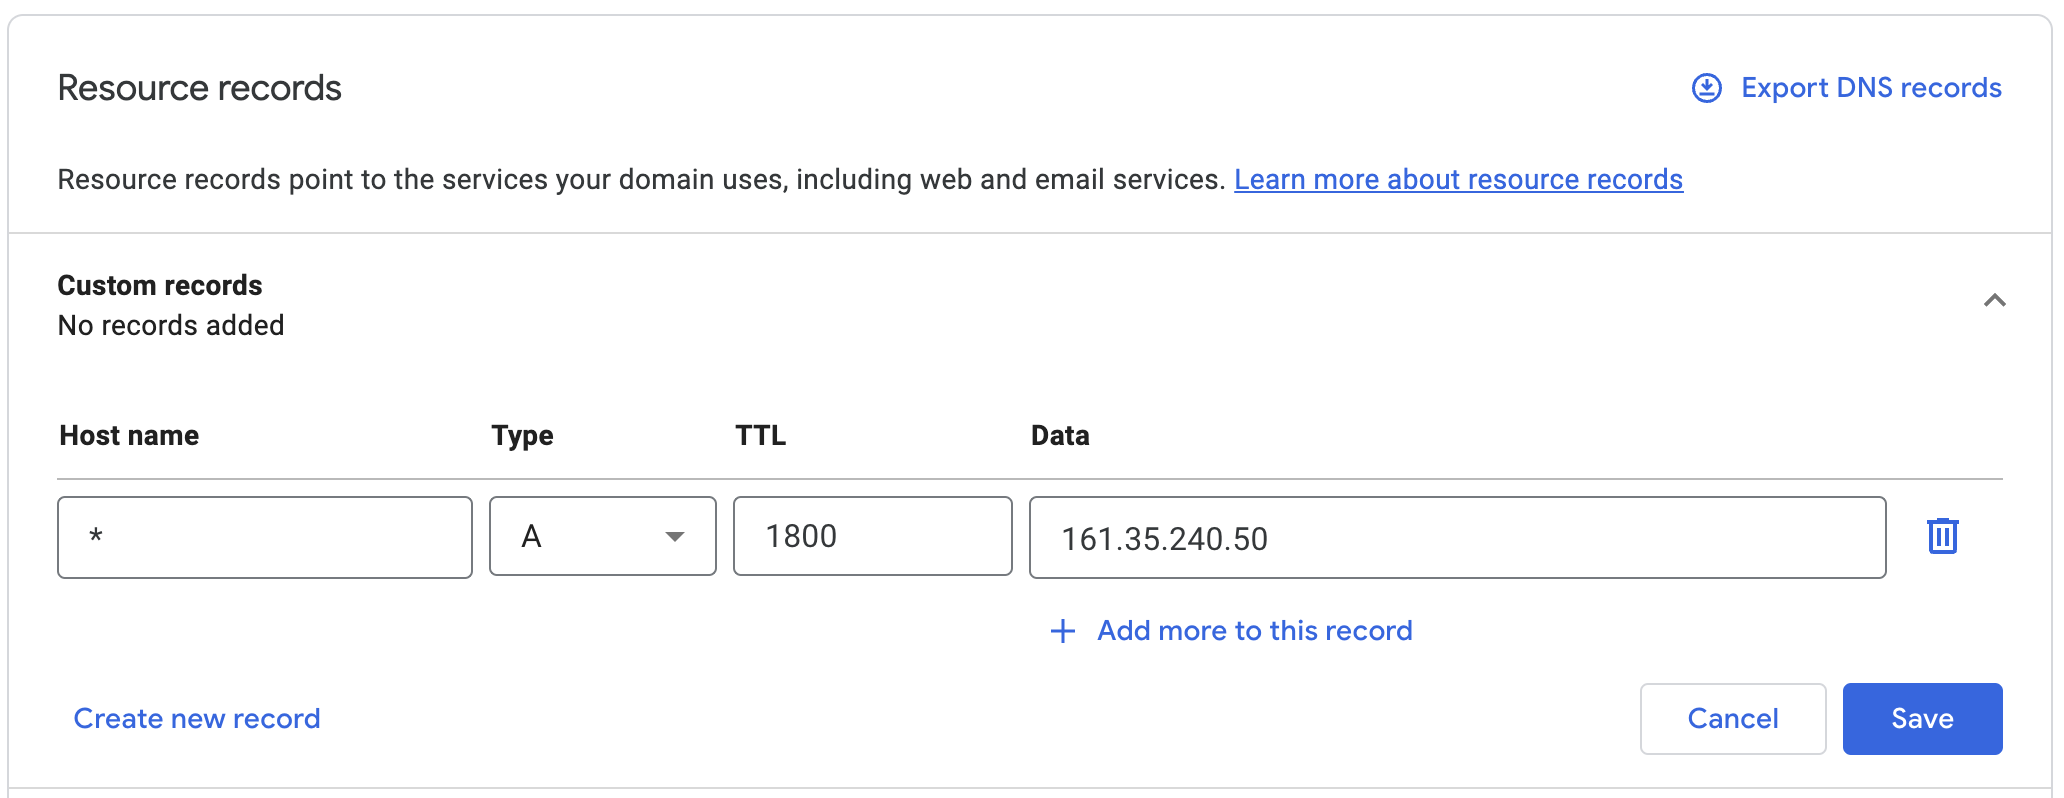 Resource records
Export DNS records
Resource records point to the services your domain uses, including web and email services. Learn more about resource records
Custom records
No records added
Host name Type TTL Data
* A 1800 161.35.240.50
Add more to this record
Create new record Cancel Save